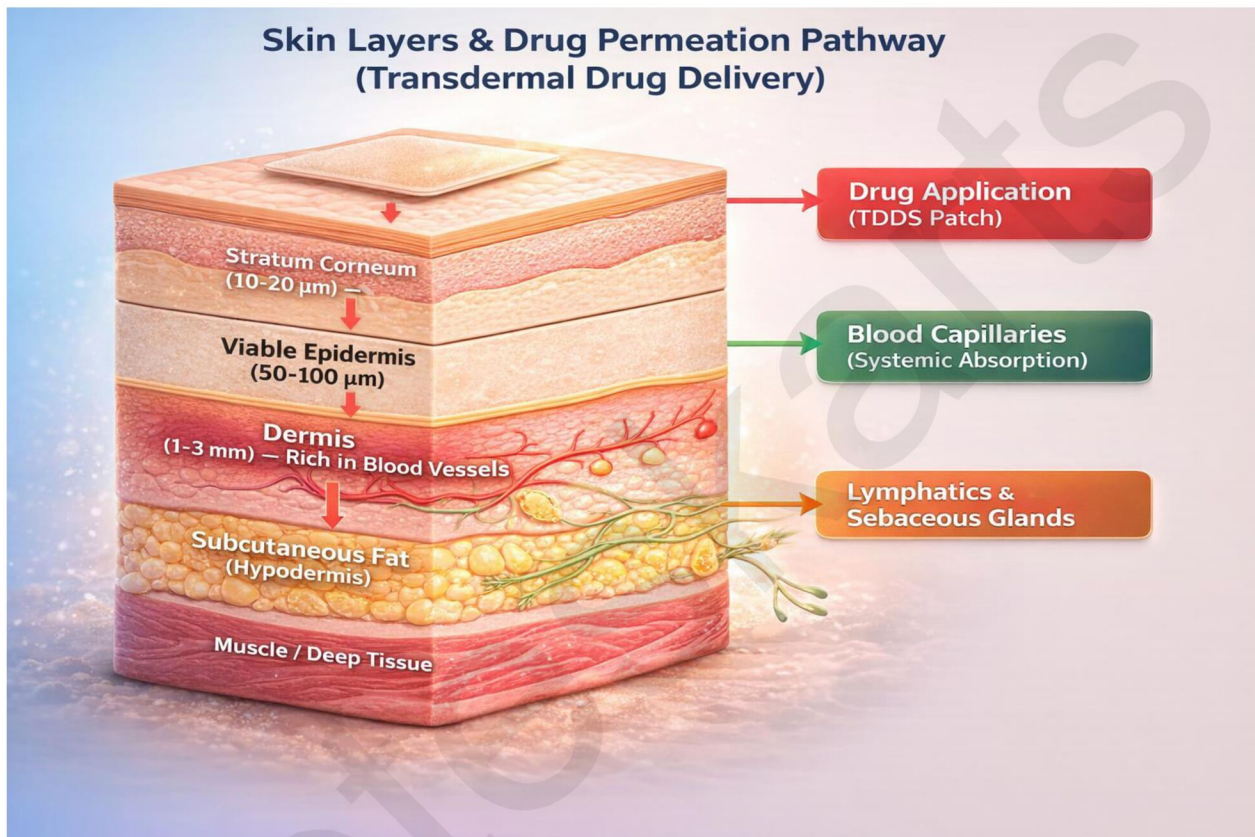 Skin Layers & Drug Permeation Pathway
(Transdermal Drug Delivery)
Drug Application
(TDDS Patch)
Stratum Corneum
(10-20 µm) —
Blood Capillaries
(Systemic Absorption)
Viable Epidermis
(50-100 µm)
Dermis
(1-3 mm) — Rich in Blood Vessels
Lymphatics &
Sebaceous Glands
Subcutaneous Fat
(Hypodermis)
Muscle / Deep Tissue